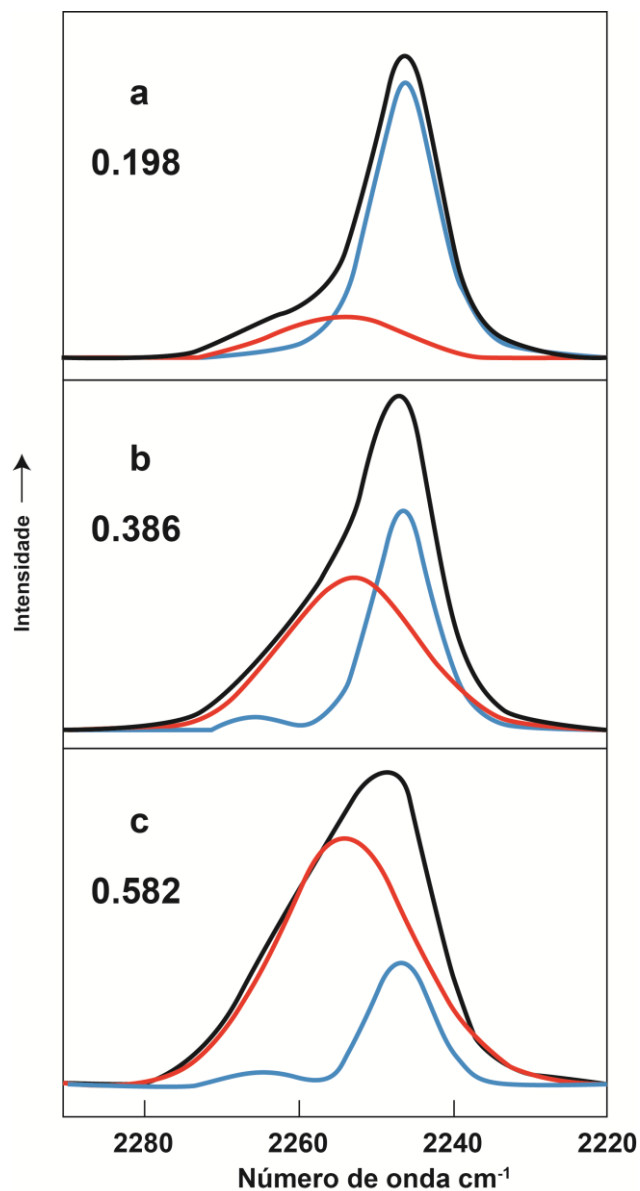 a
0.198
b
0.386
c
0.582
Intensidade
2280 2260 2240 2220
Número de onda cm-1